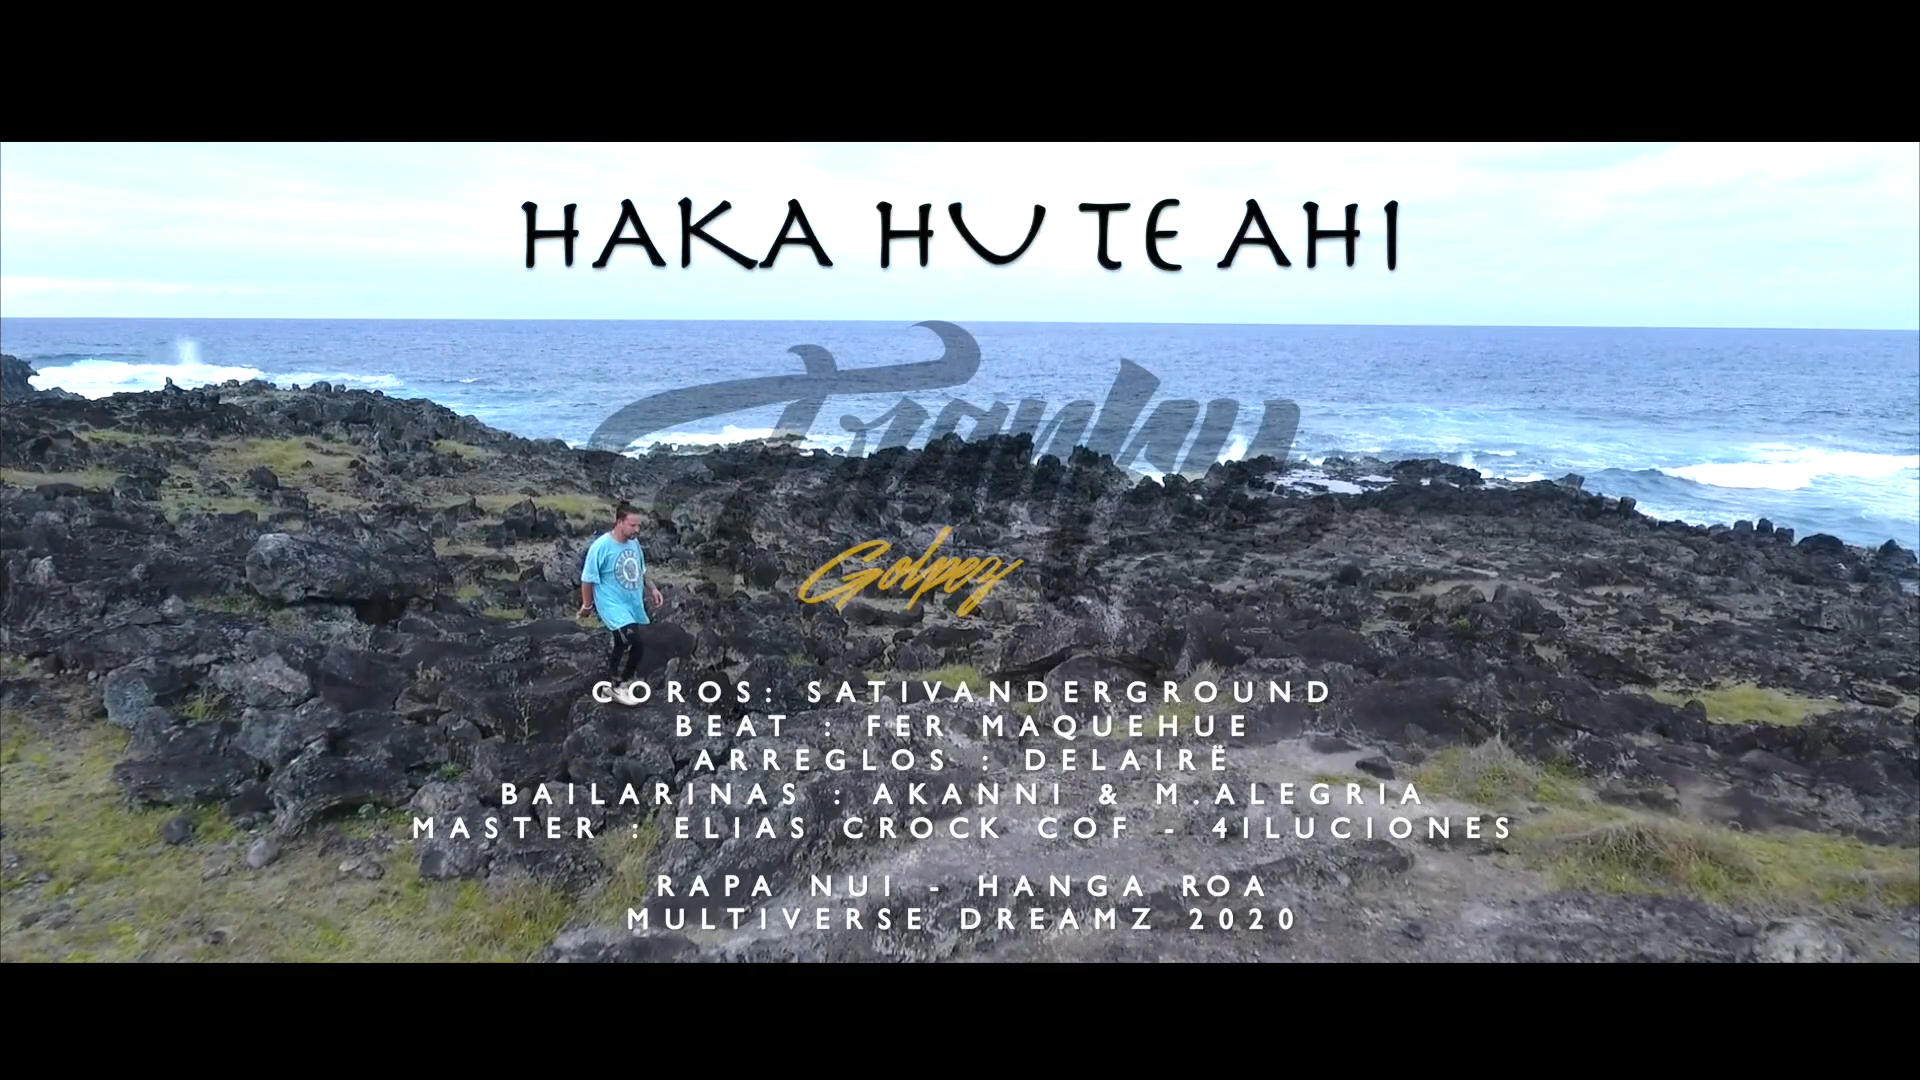 HAKA HU TE AHI
Franky
Golpez
COROS: SATIVANDERGROUND
BEAT : FER MAQUEHUE
ARREGLOS : DELAIRË
BAILARINAS : AKANNI & M.ALEGRIA
MASTER : ELIAS CROCK COF - 4ILUCIONES
RAPA NUI - HANGA ROA
MULTIVERSE DREAMZ 2020